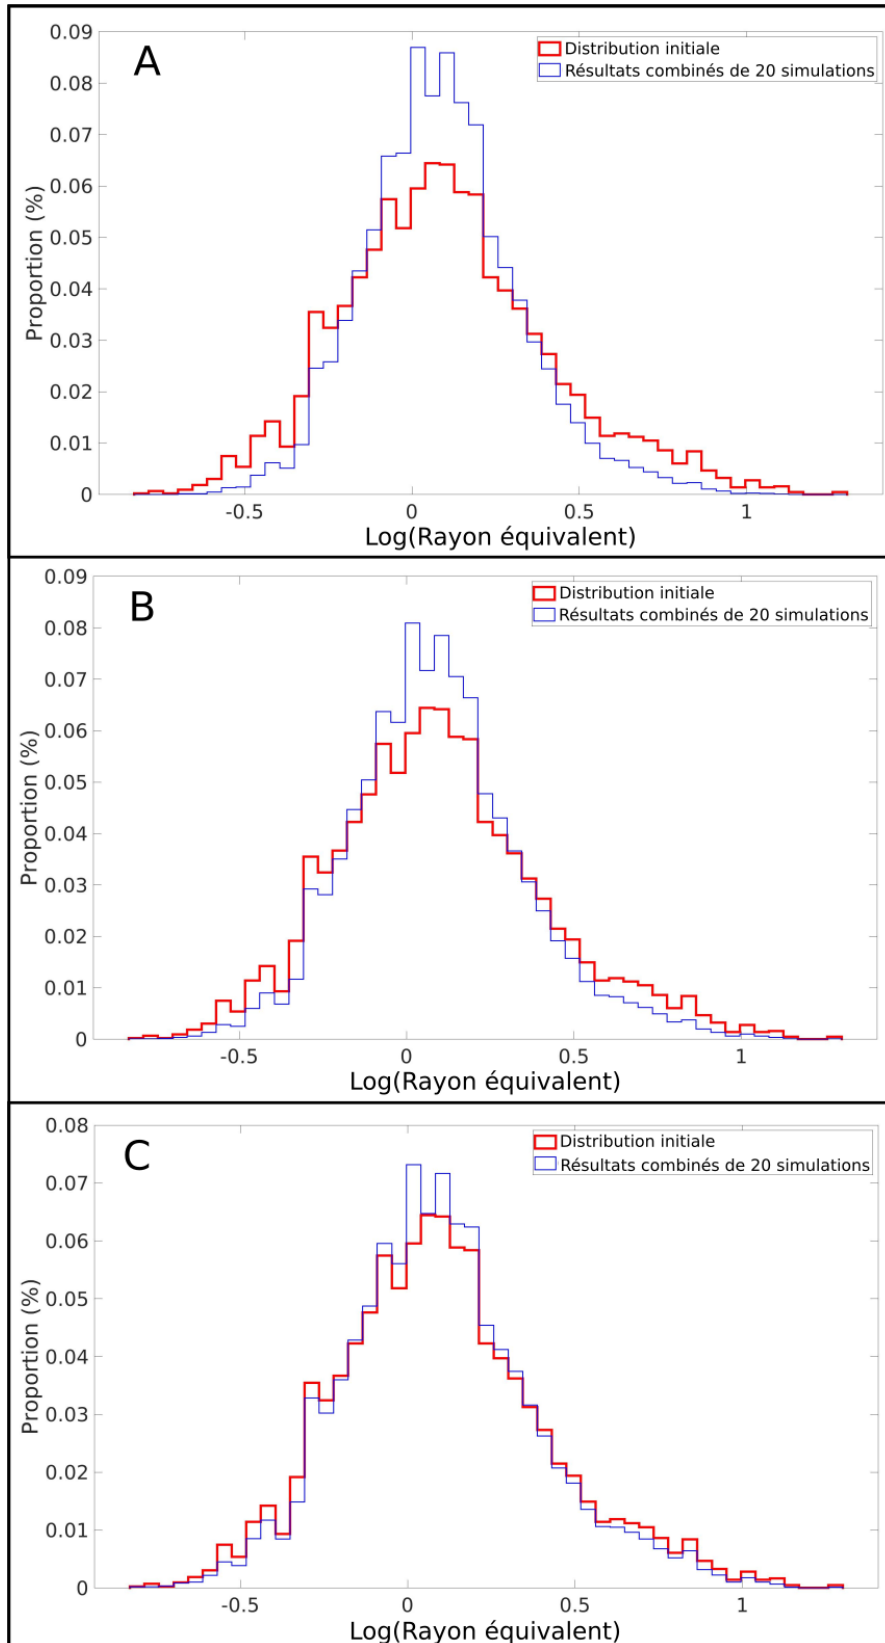 A
0.09
0.08
0.07
0.06
0.05
0.04
0.03
0.02
0.01
0
Proportion (%)
Distribution initiale
Résultats combinés de 20 simulations
-0.5
0
0.5
1
Log(Rayon équivalent)
B
0.09
0.08
0.07
0.06
0.05
0.04
0.03
0.02
0.01
0
Proportion (%)
Distribution initiale
Résultats combinés de 20 simulations
-0.5
0
0.5
1
Log(Rayon équivalent)
C
0.08
0.07
0.06
0.05
0.04
0.03
0.02
0.01
0
Proportion (%)
Distribution initiale
Résultats combinés de 20 simulations
-0.5
0
0.5
1
Log(Rayon équivalent)